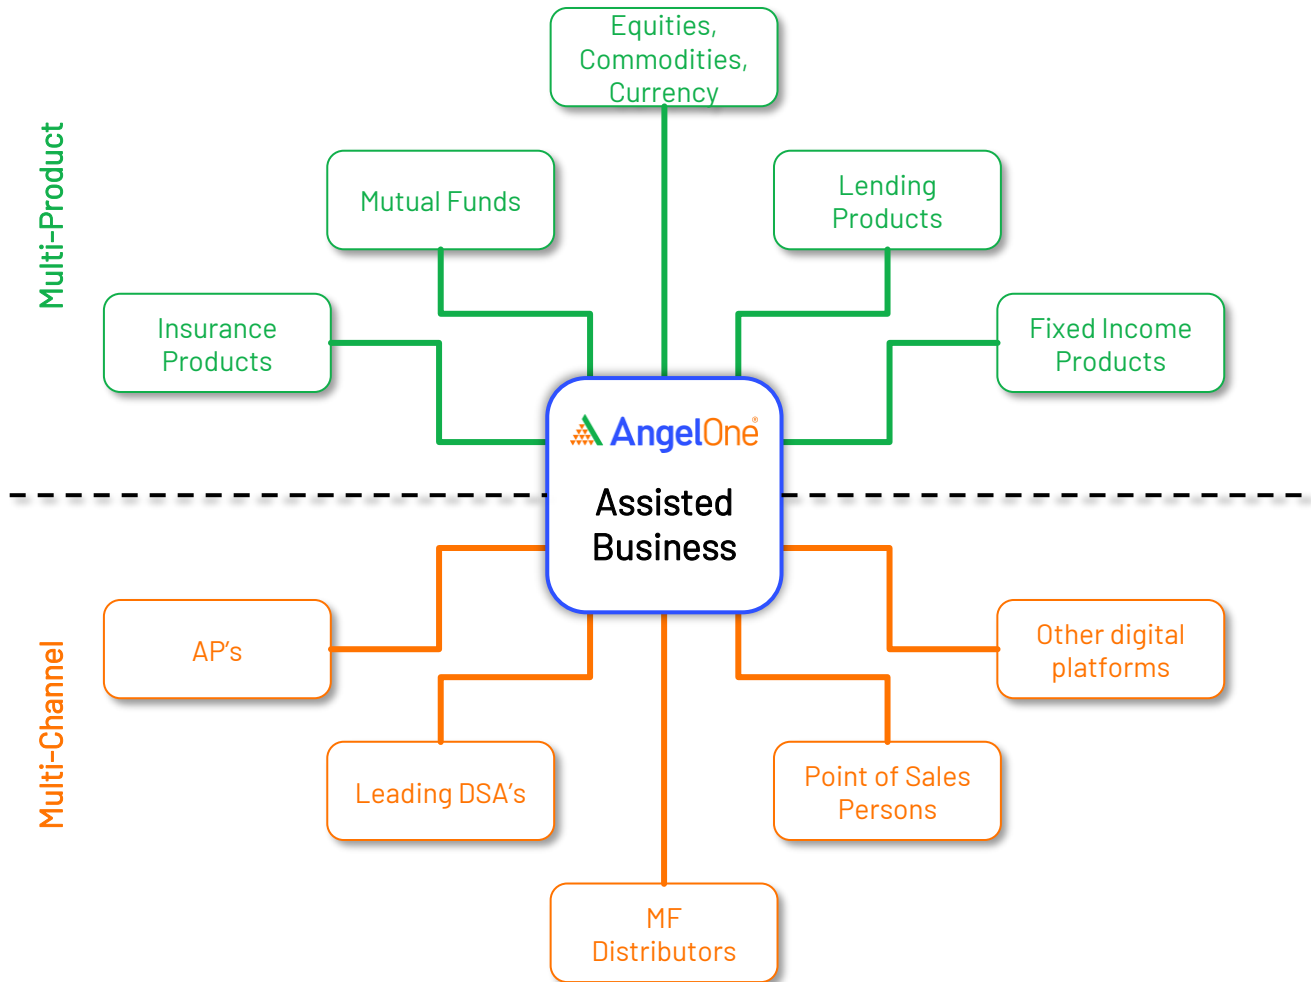 Equities,
Commodities,
Currency
Multi-Product
Mutual Funds
Lending
Products
Insurance
Products
Fixed Income
Products
AngelOne®
Assisted
Business
Multi-Channel
AP's
Other digital
platforms
Leading DSA's
Point of Sales
Persons
MF
Distributors